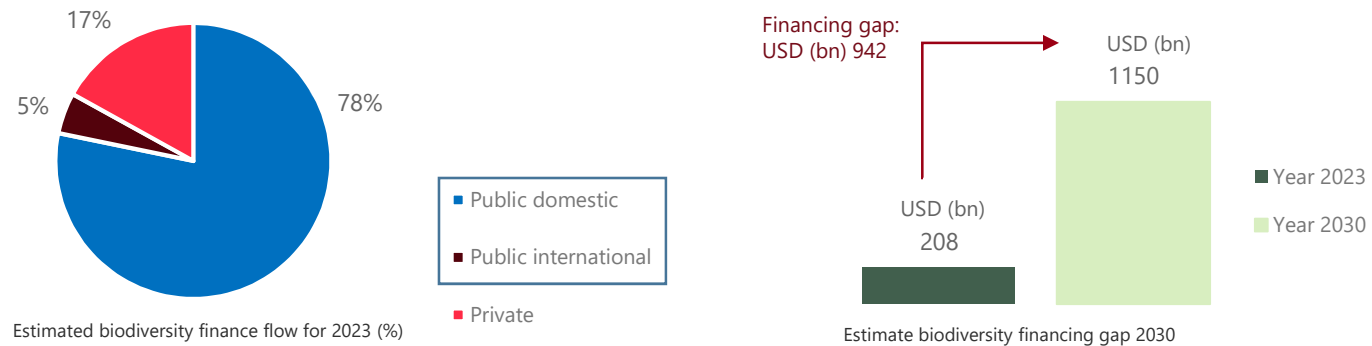 17%
5%
78%
Public domestic
Public international
Private
Estimated biodiversity finance flow for 2023 (%)
Financing gap:
USD (bn) 942
USD (bn)
1150
USD (bn)
208
Year 2023
Year 2030
Estimate biodiversity financing gap 2030